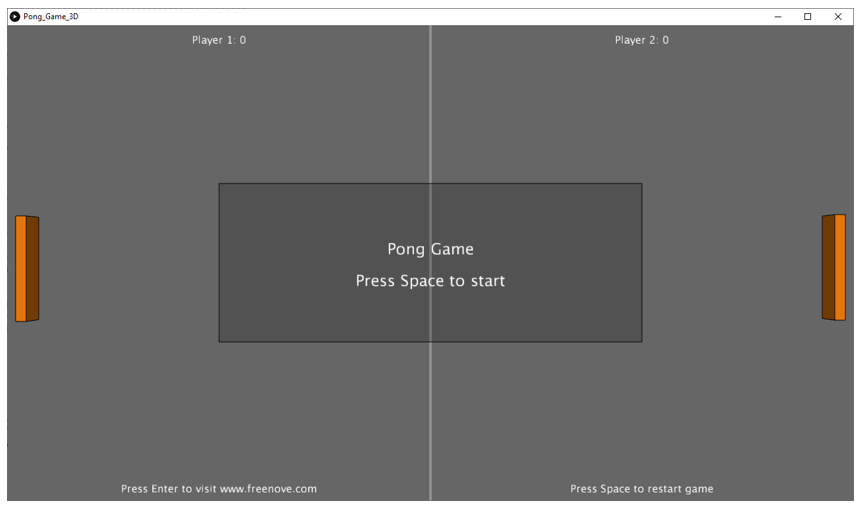 Pong_Game_3D
Player 1: 0
Player 2: 0
Pong Game
Press Space to start
Press Enter to visit www.freenove.com
Press Space to restart game